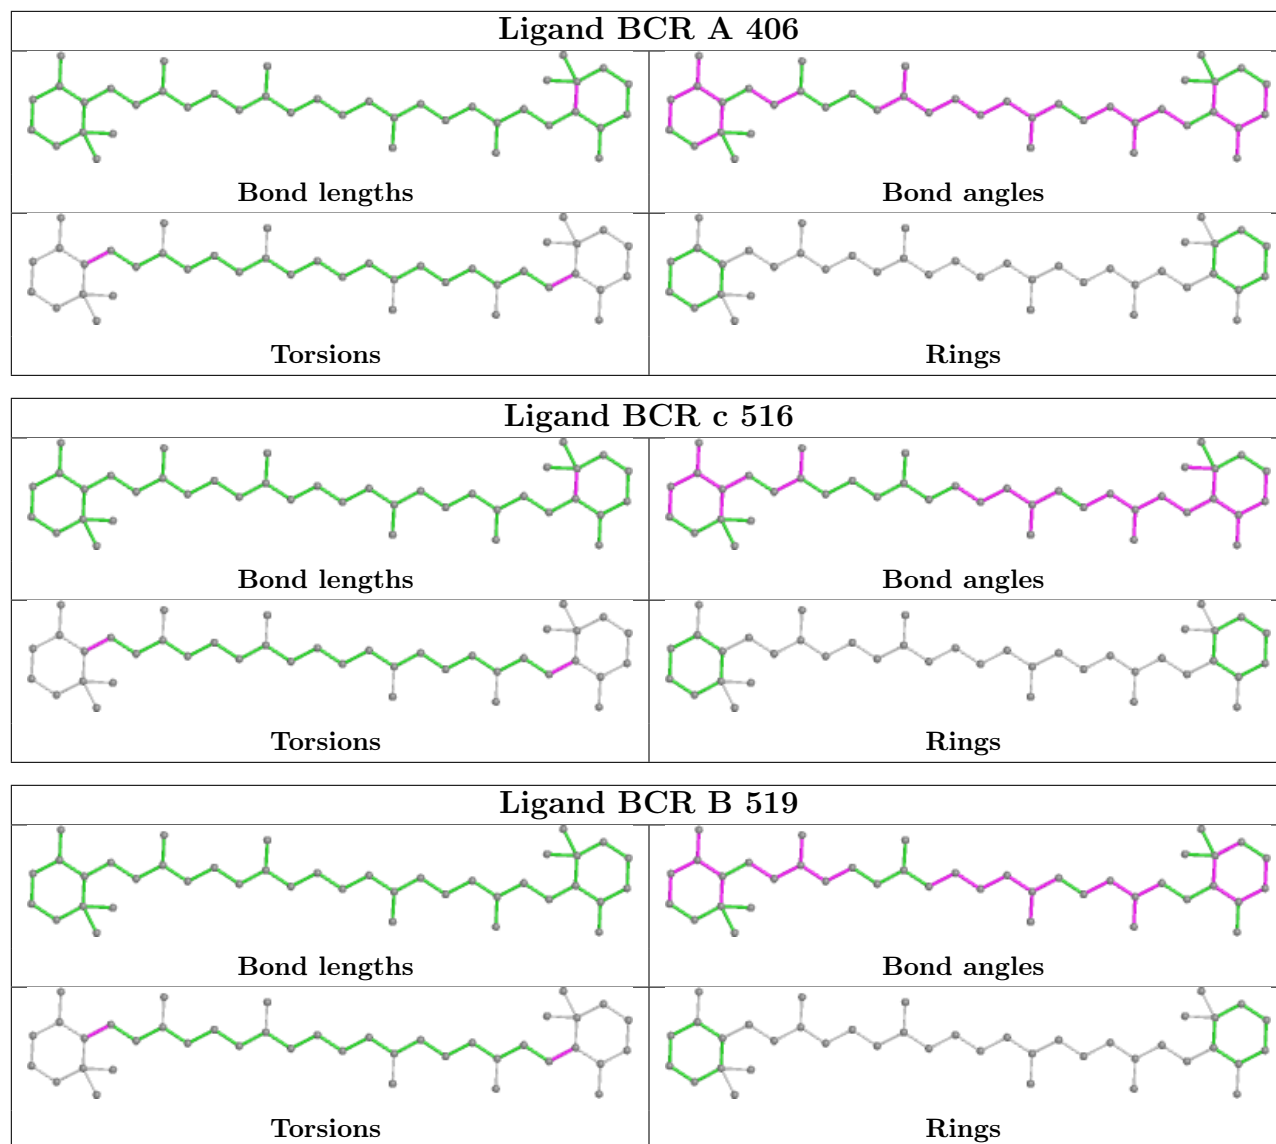 Ligand BCR A 406
Bond lengths
Bond angles
Torsions
Rings
Ligand BCR c 516
Bond lengths
Bond angles
Torsions
Rings
Ligand BCR B 519
Bond lengths
Bond angles
Torsions
Rings